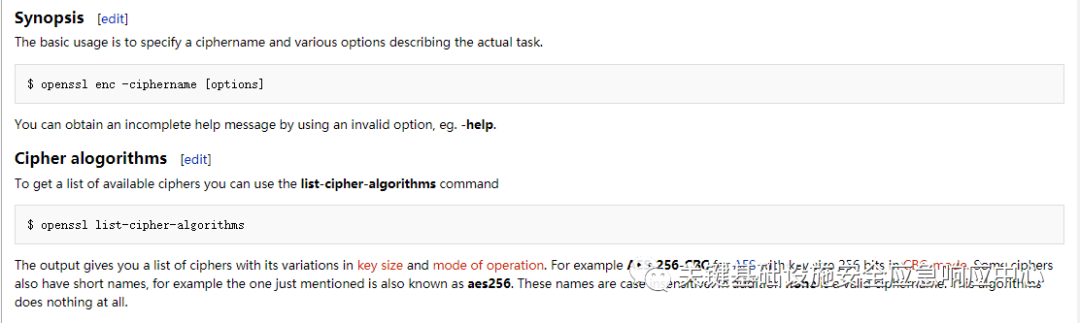 Synopsis [edit]
The basic usage is to specify a ciphername and various options describing the actual task.
$ openssl enc -ciphername [options]
You can obtain an incomplete help message by using an invalid option, eg. -help.
Cipher alogorithms [edit]
To get a list of available ciphers you can use the list-cipher-algorithms command
$ openssl list-cipher-algorithms
The output gives you a list of ciphers with its variations in key size and mode of operation. For example 256-CBC for AES with key size 256 bits in CBC-mode. Some ciphers
also have short names, for example the one just mentioned is also known as aes256. These names are case addition is a valid ciphername. algorithms
does nothing at all.
关键基础设施安全应急响应中心